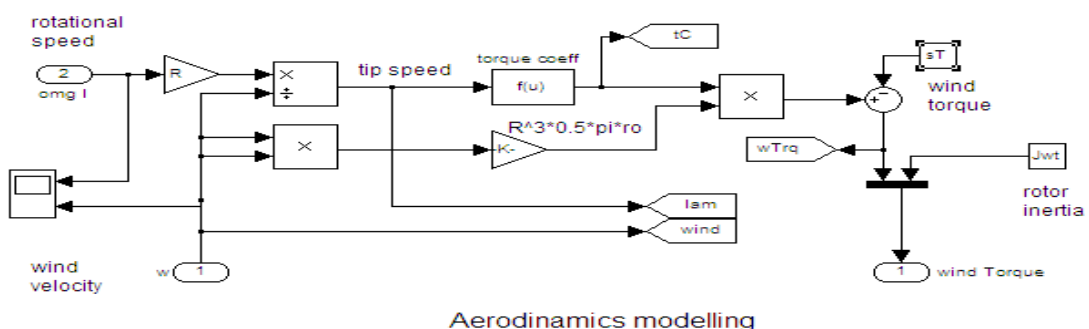 rotational
speed
2
omg l
R
×
÷
tip speed
torque coeff
f(u)
tC
×
sT
+
−
wind
torque
×
R^3*0.5*pi*ro
-K-
wTrq
Jwt
rotor
inertia
lam
wind
wind
velocity
w
1
1
wind Torque
Aerodinamics modelling